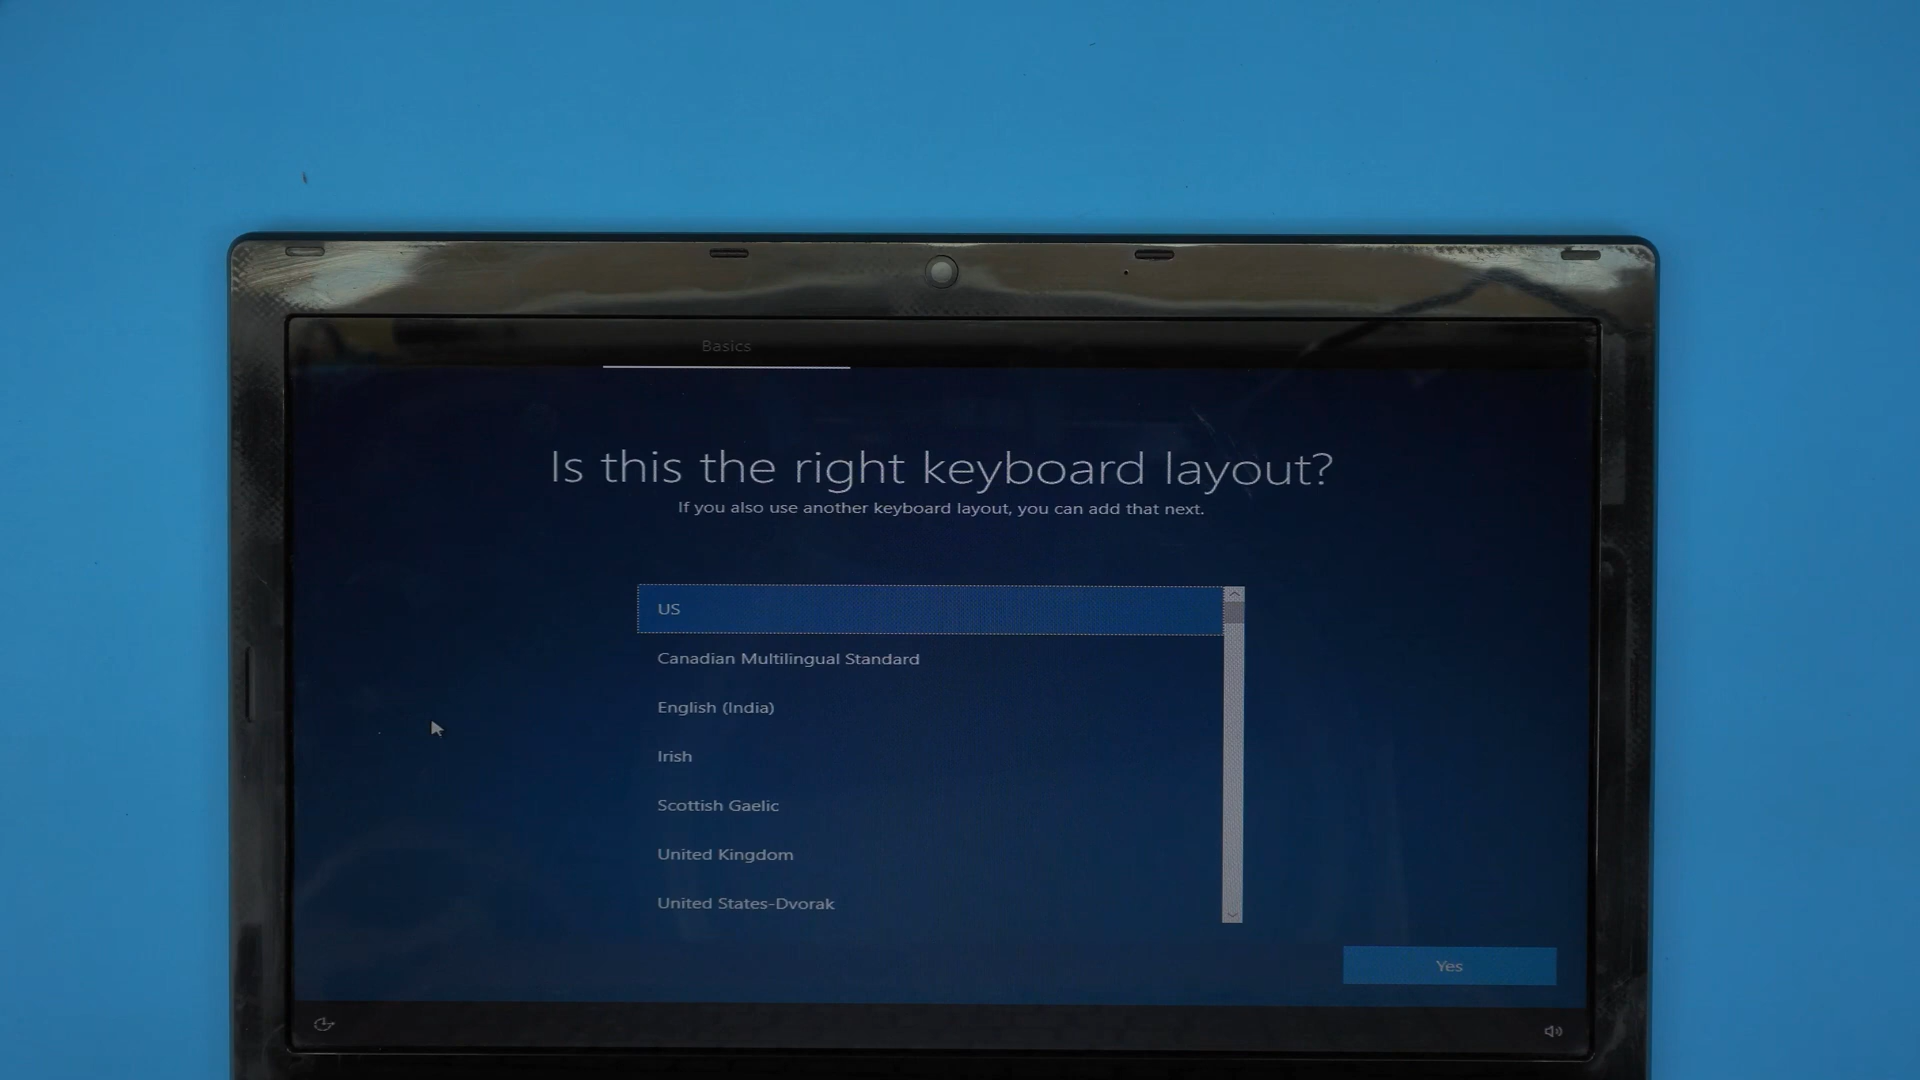 Basics
Is this the right keyboard layout?
If you also use another keyboard layout, you can add that next.
US
Canadian Multilingual Standard
English (India)
Irish
Scottish Gaelic
United Kingdom
United States-Dvorak
Yes